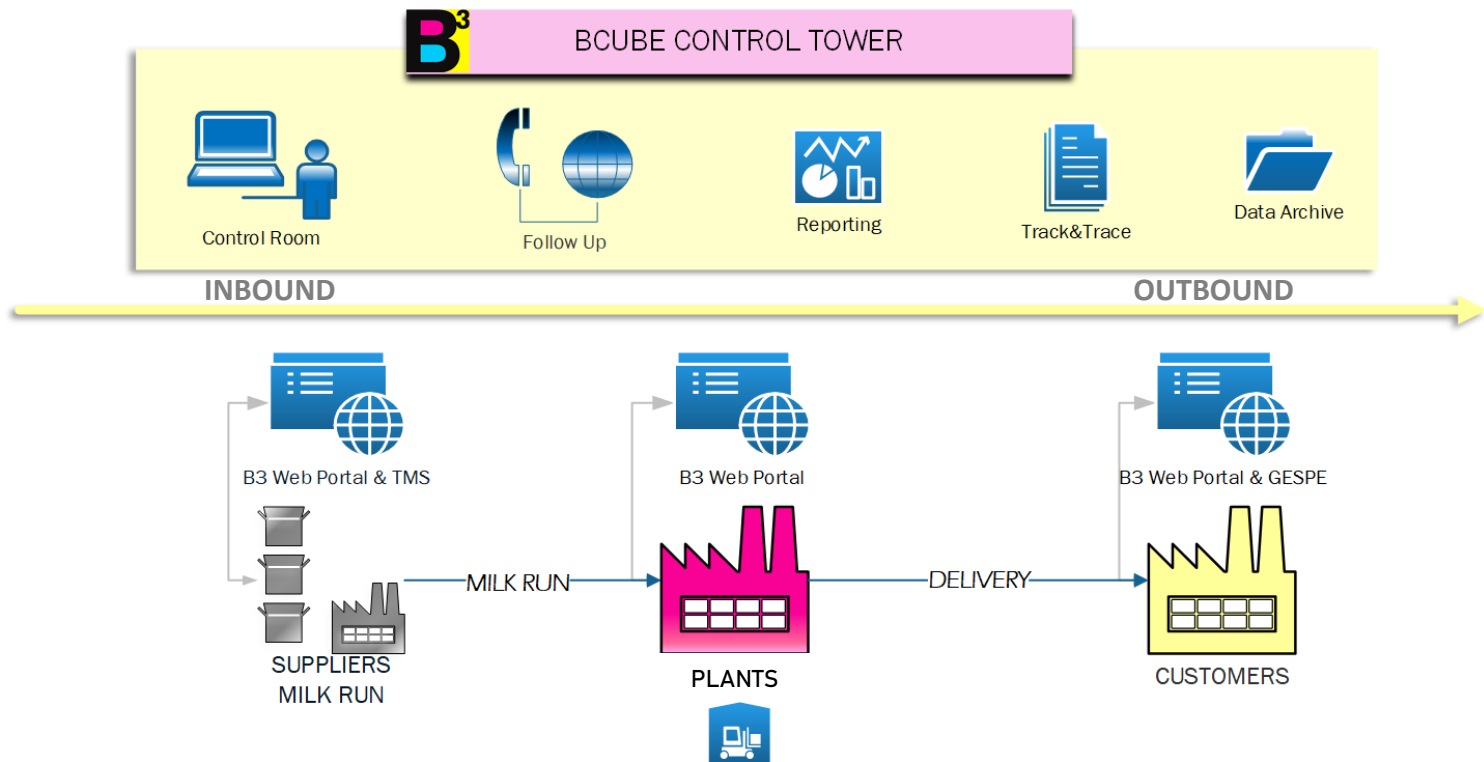 B3
BCUBE CONTROL TOWER
Control Room
Follow Up
Reporting
Track&Trace
Data Archive
INBOUND
OUTBOUND
B3 Web Portal & TMS
B3 Web Portal
B3 Web Portal & GESPE
MILK RUN
DELIVERY
SUPPLIERS
MILK RUN
PLANTS
CUSTOMERS